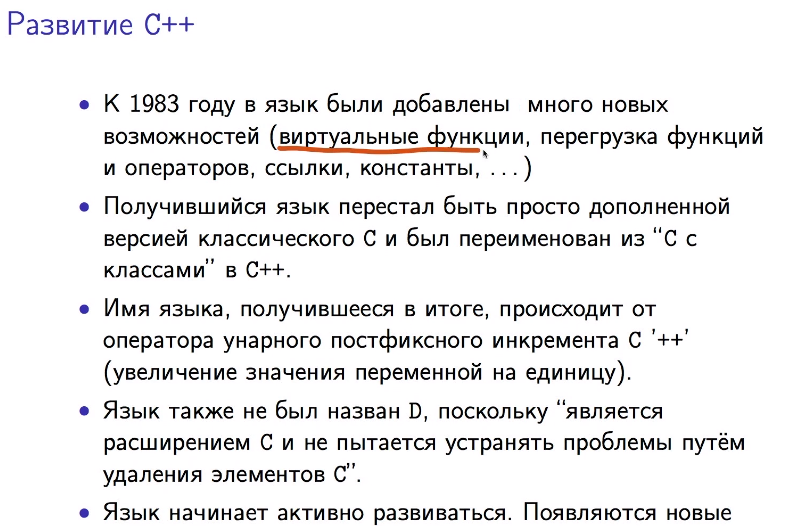 Развитие C++
• К 1983 году в язык были добавлены много новых
возможностей (виртуальные функции, перегрузка функций
и операторов, ссылки, константы, ...)
• Получившийся язык перестал быть просто дополненной
версией классического C и был переименован из “C с
классами” в C++.
• Имя языка, получившееся в итоге, происходит от
оператора унарного постфиксного инкремента C '++'
(увеличение значения переменной на единицу).
• Язык также не был назван D, поскольку “является
расширением C и не пытается устранять проблемы путём
удаления элементов C”.
• Язык начинает активно развиваться. Появляются новые